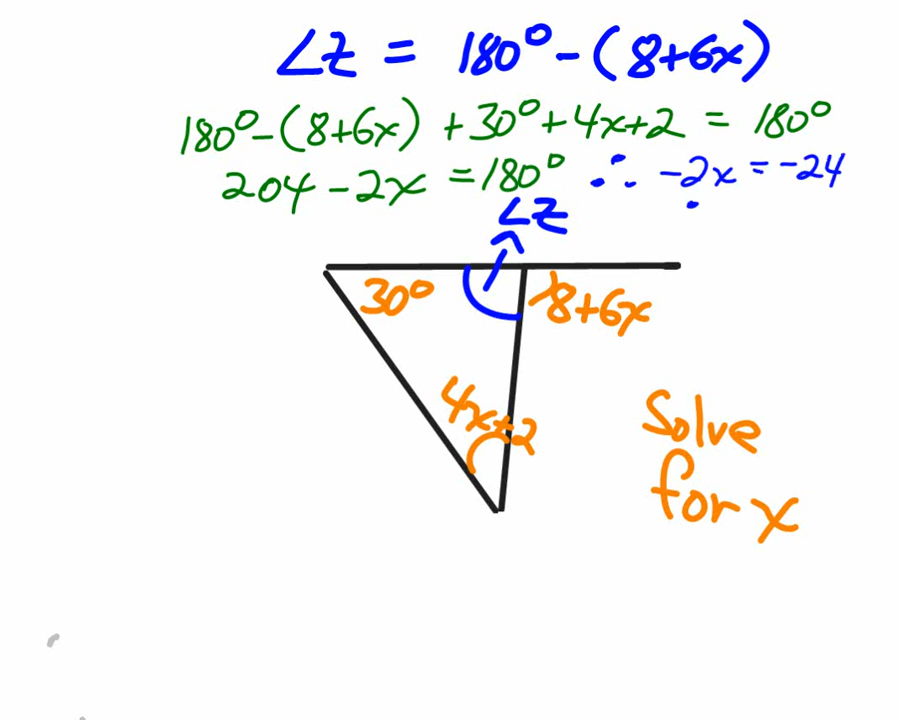 ∠Z = 180° - (8+6x)
180° - (8+6x) + 30° + 4x+2 = 180°
204 - 2x = 180° ∴ -2x = -24
∠Z
30°
8+6x
4x+2
Solve
for x